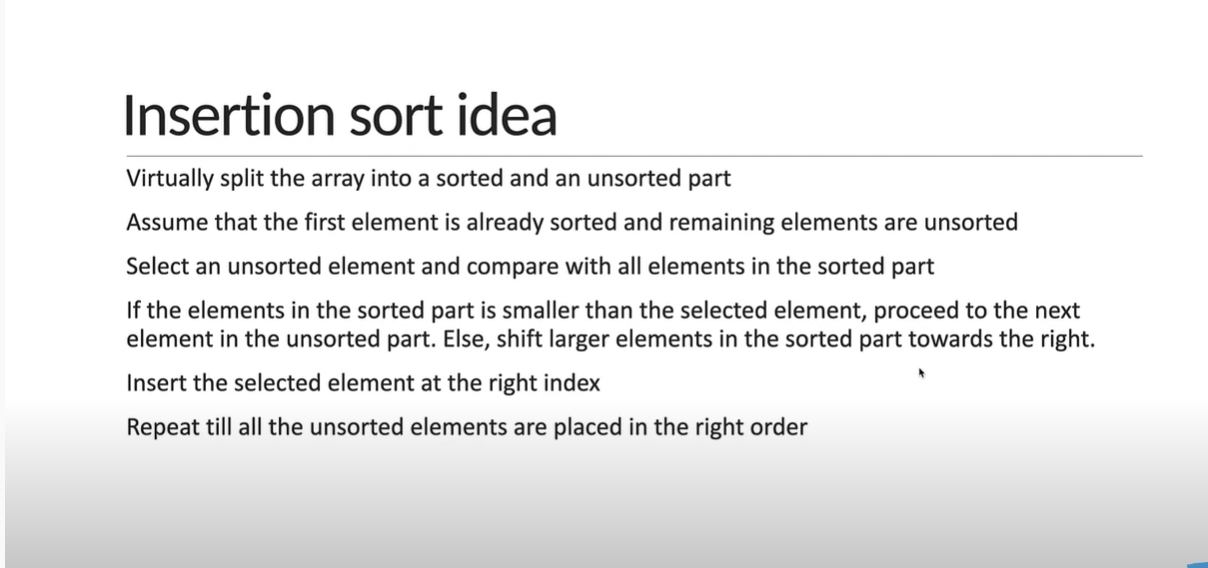 Insertion sort idea
Virtually split the array into a sorted and an unsorted part
Assume that the first element is already sorted and remaining elements are unsorted
Select an unsorted element and compare with all elements in the sorted part
If the elements in the sorted part is smaller than the selected element, proceed to the next
element in the unsorted part. Else, shift larger elements in the sorted part towards the right.
Insert the selected element at the right index
Repeat till all the unsorted elements are placed in the right order